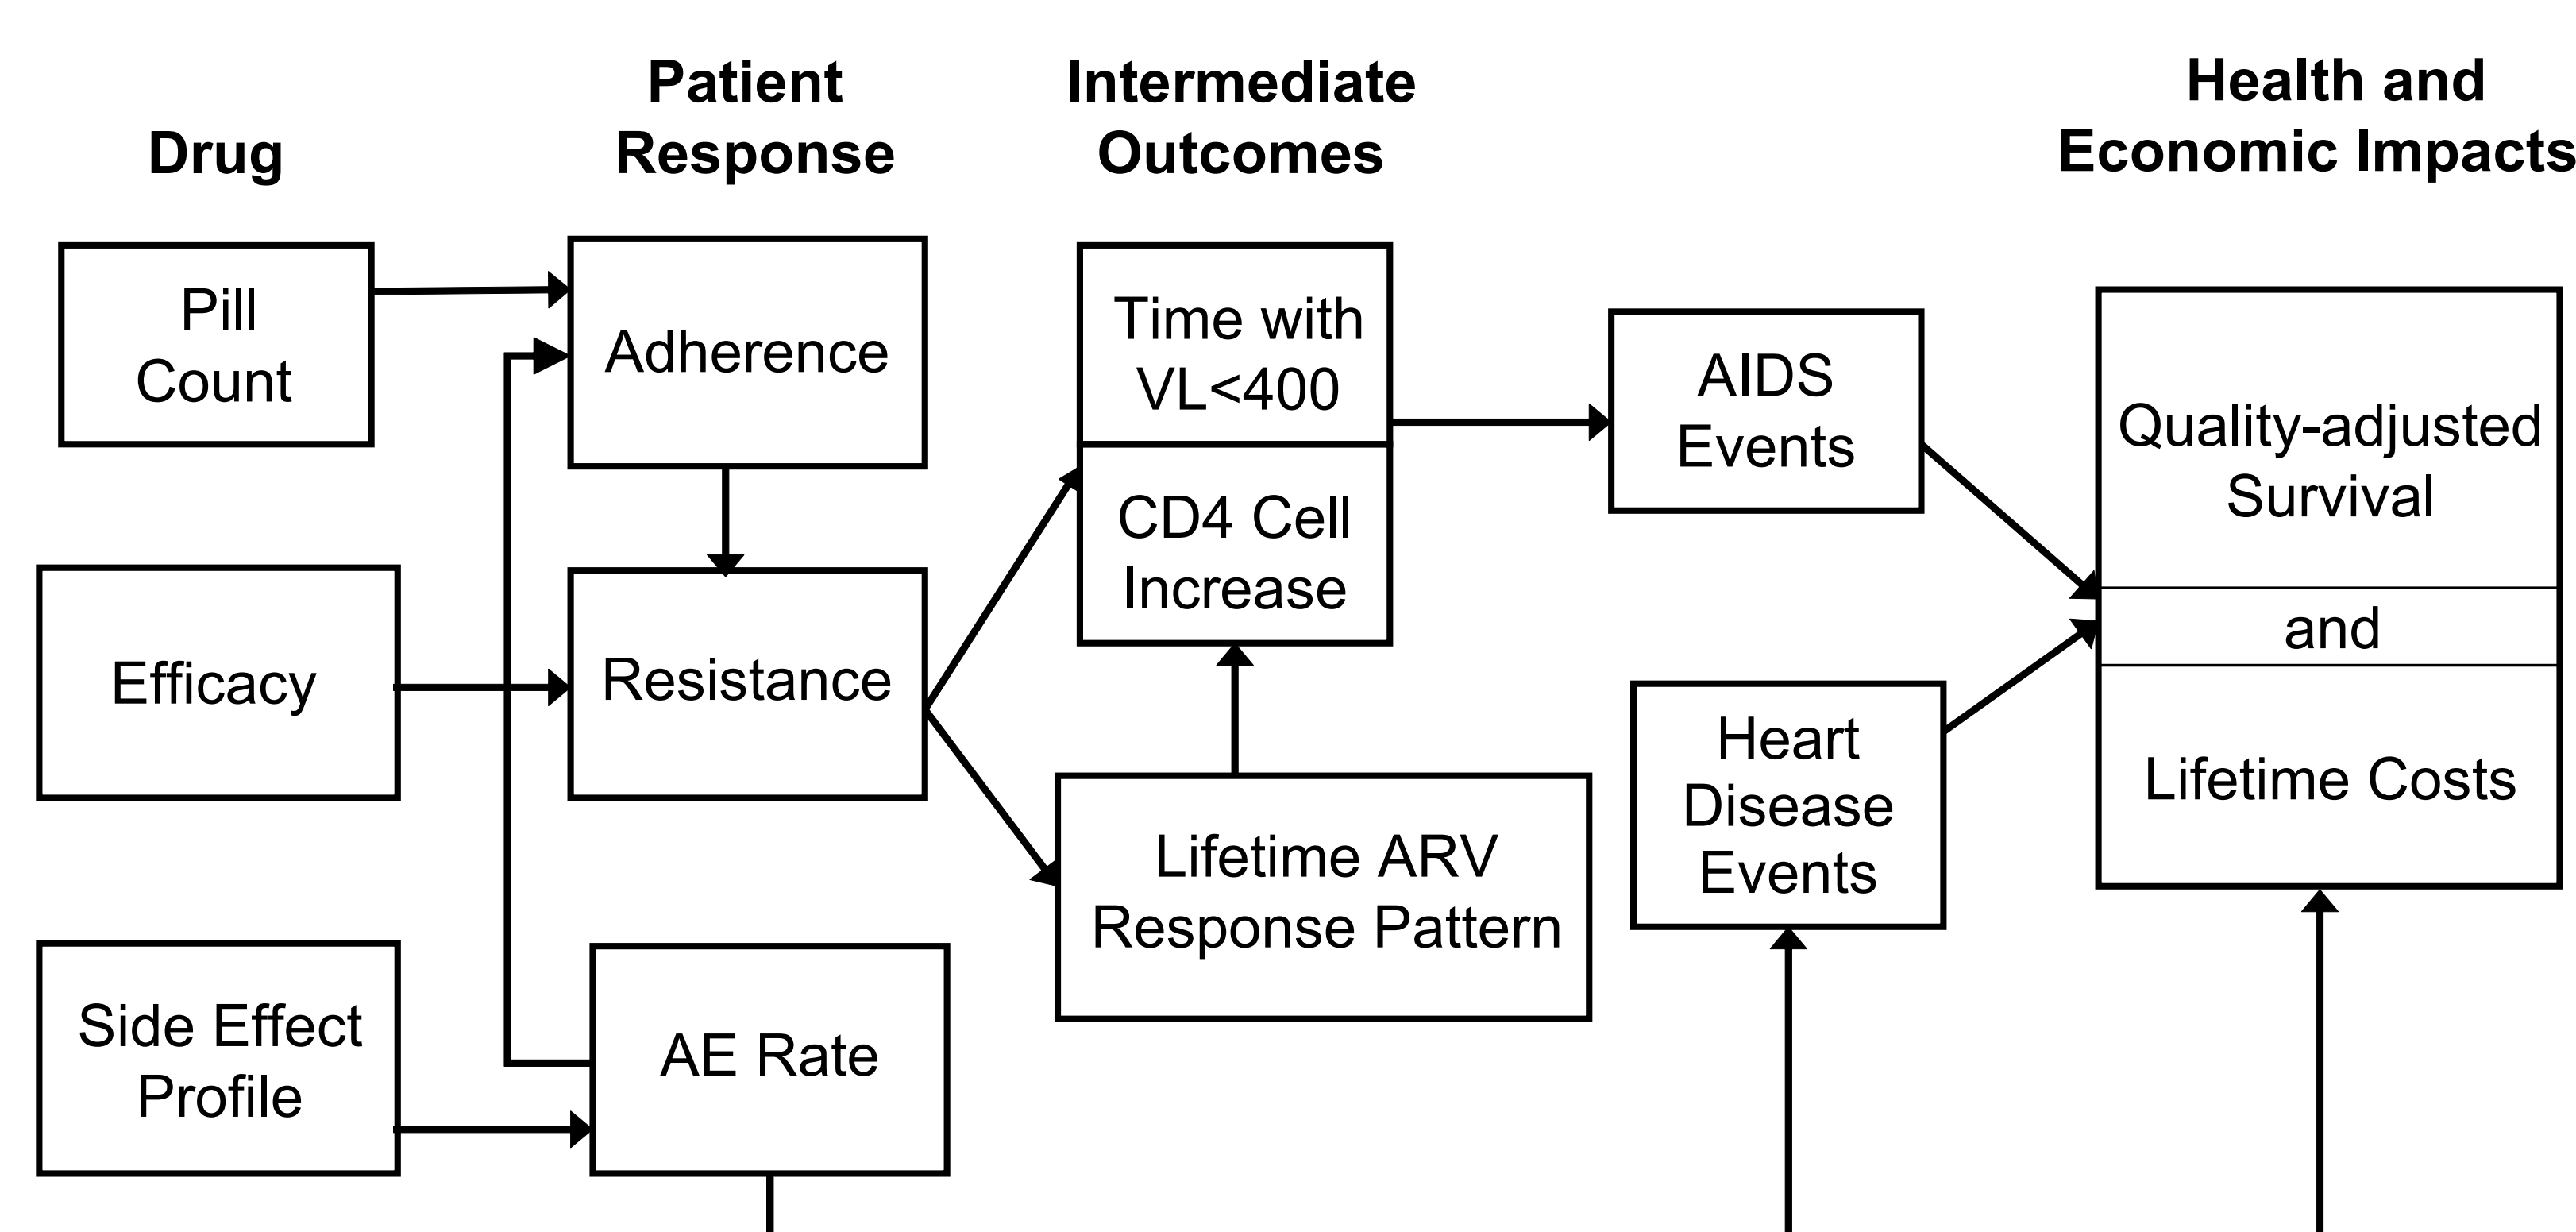 Drug
Patient
Response
Intermediate
Outcomes
Health and
Economic Impacts
Pill
Count
Adherence
Time with
VL<400
CD4 Cell
Increase
AIDS
Events
Quality-adjusted
Survival
and
Lifetime Costs
Efficacy
Resistance
Heart
Disease
Events
Lifetime ARV
Response Pattern
Side Effect
Profile
AE Rate